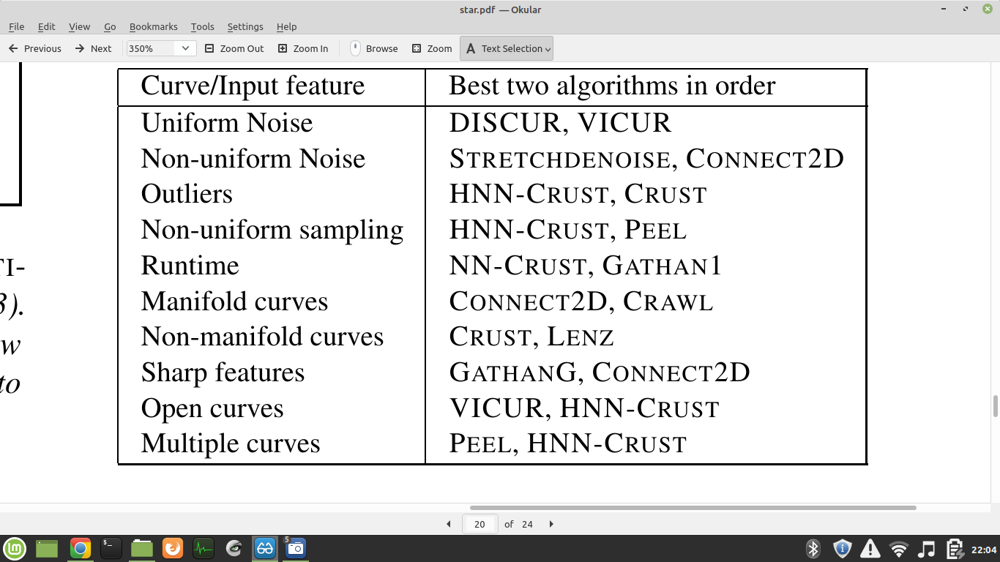 star.pdf — Okular
File Edit View Go Bookmarks Tools Settings Help
Previous Next 350% Zoom Out Zoom In Browse Zoom A Text Selection
Curve/Input feature Best two algorithms in order
Uniform Noise DISCUR, VICUR
Non-uniform Noise STRETCHDENOISE, CONNECT2D
Outliers HNN-CRUST, CRUST
Non-uniform sampling HNN-CRUST, PEEL
Runtime NN-CRUST, GATHAN1
Manifold curves CONNECT2D, CRAWL
Non-manifold curves CRUST, LENZ
Sharp features GATHANG, CONNECT2D
Open curves VICUR, HNN-CRUST
Multiple curves PEEL, HNN-CRUST
TI-
3).
w
to
20 of 24
5
22:04